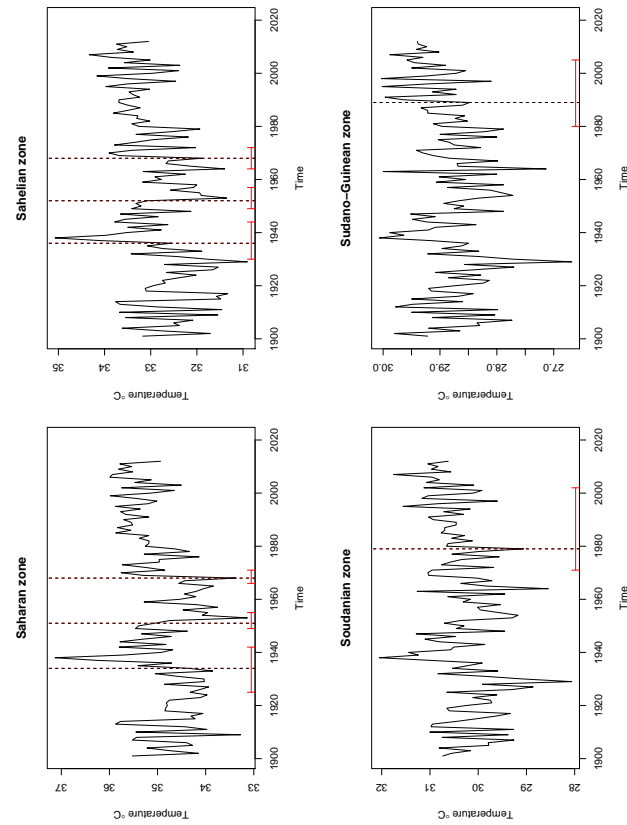 Saharan zone
Temperature °C
37
36
35
34
33
1900 1920 1940 1960 1980 2000 2020
Time
Sahelian zone
Temperature °C
35
34
33
32
31
1900 1920 1940 1960 1980 2000 2020
Time
Soudanian zone
Temperature °C
32
31
30
29
28
1900 1920 1940 1960 1980 2000 2020
Time
Sudano−Guinean zone
Temperature °C
30.0
29.0
28.0
27.0
1900 1920 1940 1960 1980 2000 2020
Time